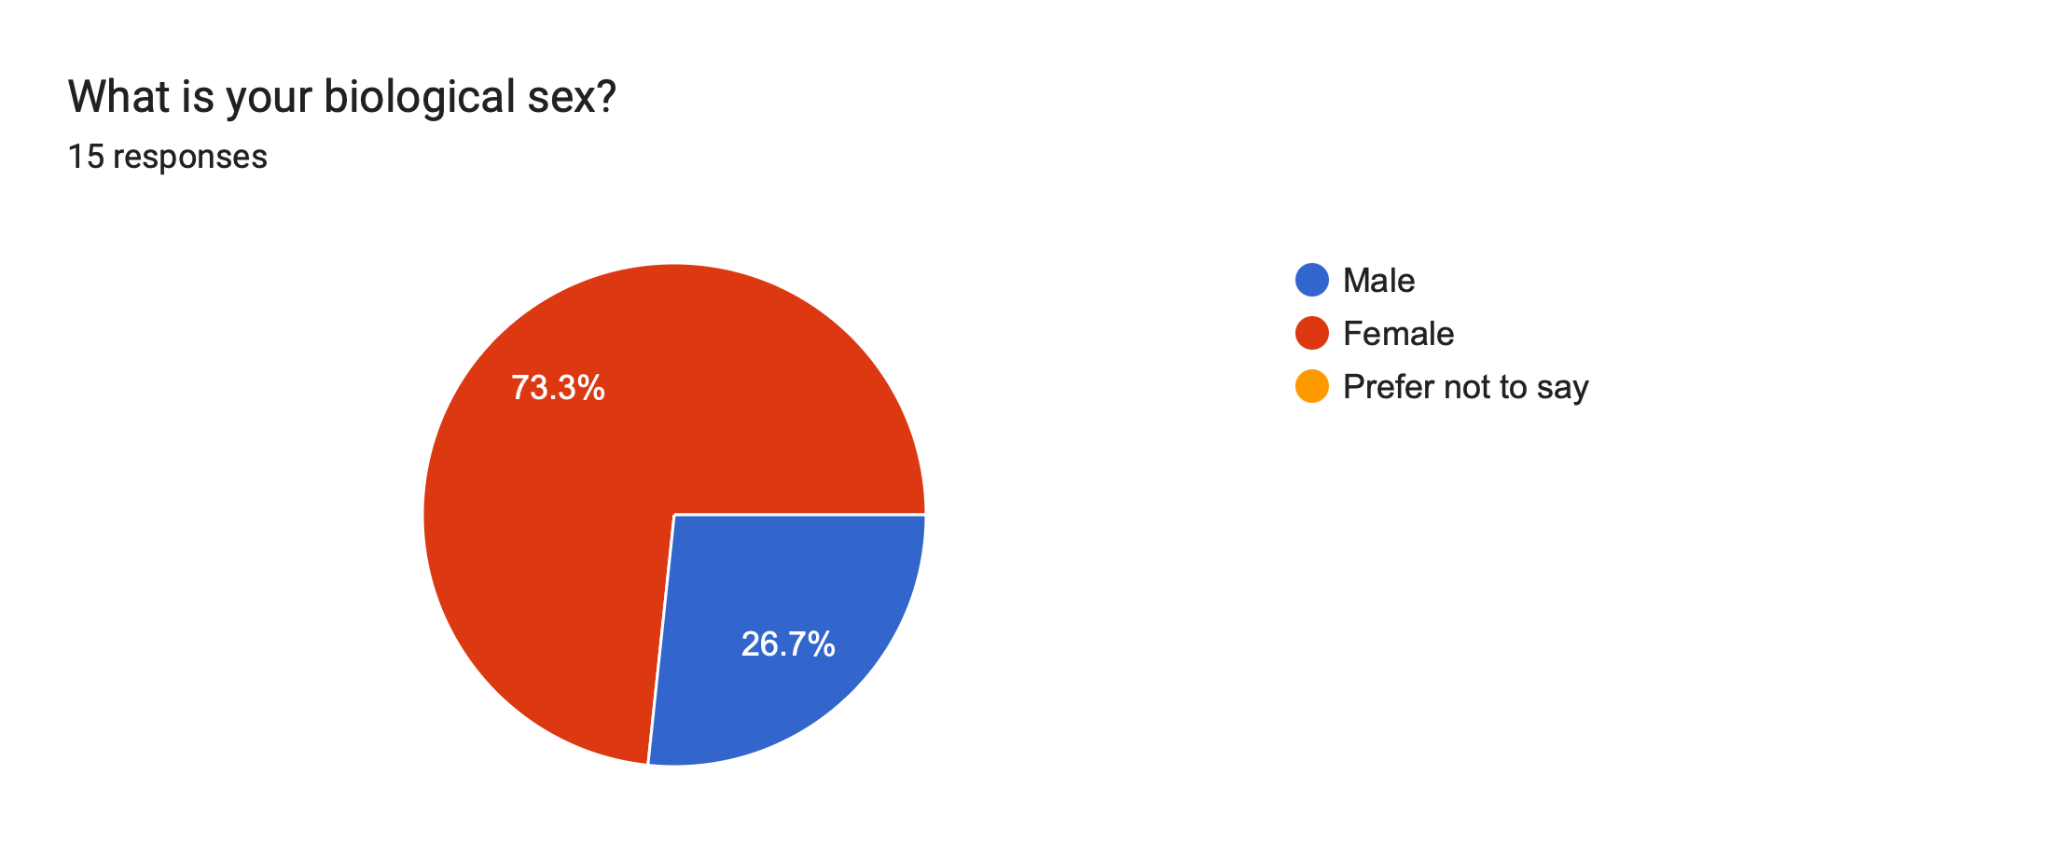 What is your biological sex?
15 responses
Male
Female
Prefer not to say
73.3%
26.7%